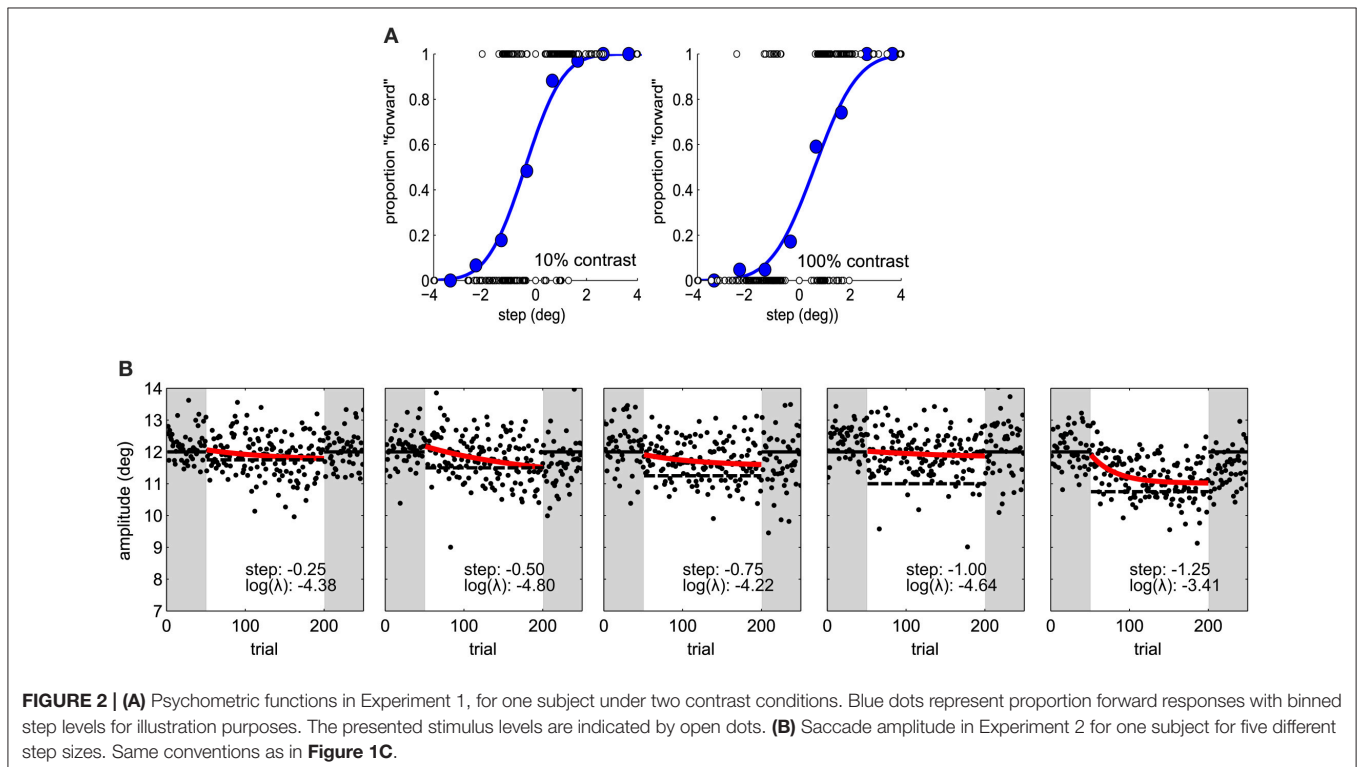 A
1
0.8
0.6
0.4
0.2
0
proportion "forward"
10% contrast
−4 −2 0 2 4
step (deg)
1
0.8
0.6
0.4
0.2
0
proportion "forward"
100% contrast
−4 −2 0 2 4
step (deg))
B
14
13
12
11
10
9
8
7
amplitude (deg)
step: -0.25
log(λ): -4.38
0 100 200
trial
step: -0.50
log(λ): -4.80
0 100 200
trial
step: -0.75
log(λ): -4.22
0 100 200
trial
step: -1.00
log(λ): -4.64
0 100 200
trial
step: -1.25
log(λ): -3.41
0 100 200
trial
FIGURE 2 | (A) Psychometric functions in Experiment 1, for one subject under two contrast conditions. Blue dots represent proportion forward responses with binned
step levels for illustration purposes. The presented stimulus levels are indicated by open dots. (B) Saccade amplitude in Experiment 2 for one subject for five different
step sizes. Same conventions as in Figure 1C.